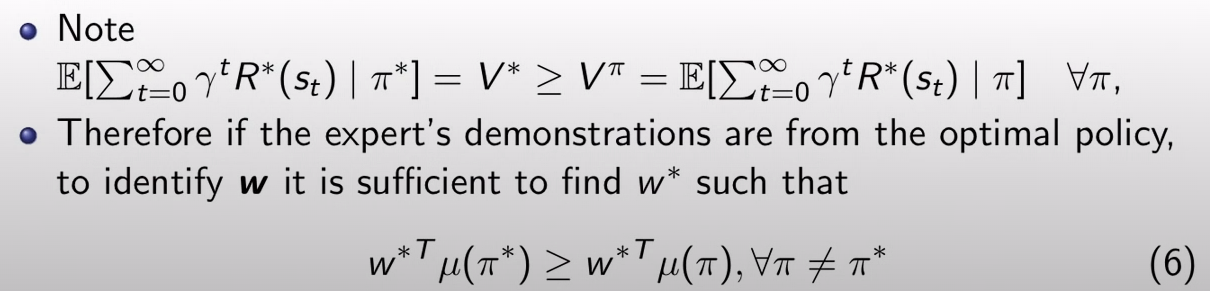 Note
𝔼[∑_{t=0}^{∞} γ^t R*(s_t) | π*] = V* ≥ V^π = 𝔼[∑_{t=0}^{∞} γ^t R*(s_t) | π] ∀π,
Therefore if the expert's demonstrations are from the optimal policy,
to identify w it is sufficient to find w* such that
w*^T μ(π*) ≥ w*^T μ(π), ∀π ≠ π* (6)